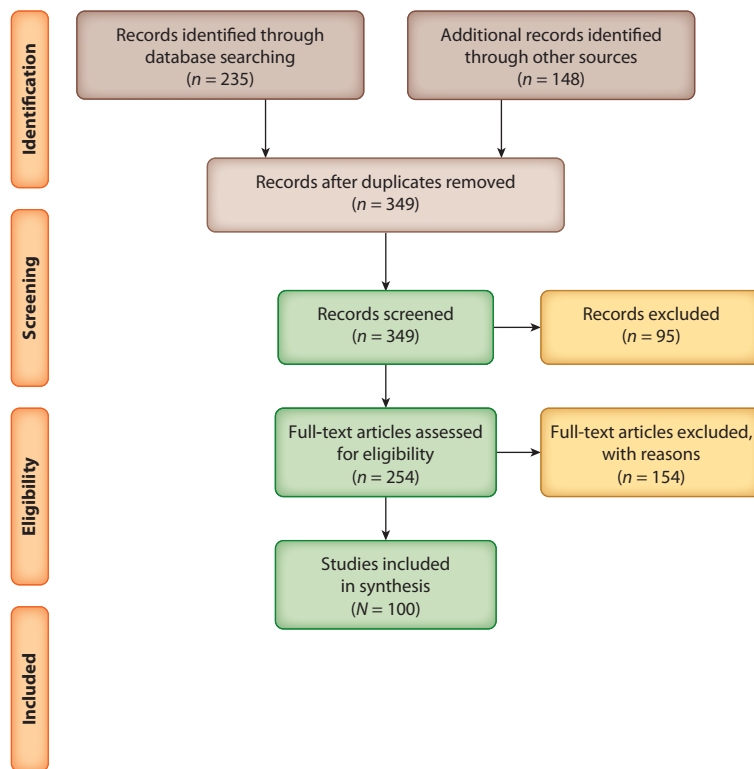 Identification
Records identified through
database searching
(n = 235)
Additional records identified
through other sources
(n = 148)
Records after duplicates removed
(n = 349)
Screening
Records screened
(n = 349)
Records excluded
(n = 95)
Eligibility
Full-text articles assessed
for eligibility
(n = 254)
Full-text articles excluded,
with reasons
(n = 154)
Studies included
in synthesis
(N = 100)
Included